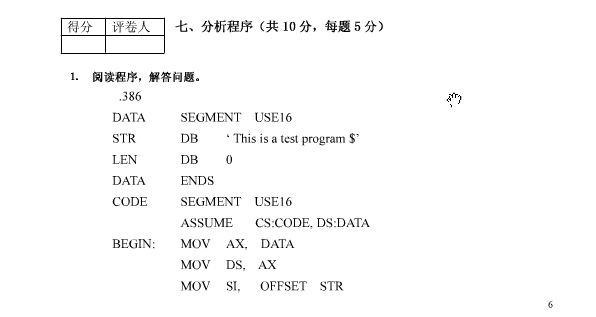 得分 评卷人
七、分析程序（共 10 分，每题 5 分）
1. 阅读程序，解答问题。
.386
DATA SEGMENT USE16
STR DB ‘ This is a test program $’
LEN DB 0
DATA ENDS
CODE SEGMENT USE16
ASSUME CS:CODE, DS:DATA
BEGIN: MOV AX, DATA
MOV DS, AX
MOV SI, OFFSET STR
6